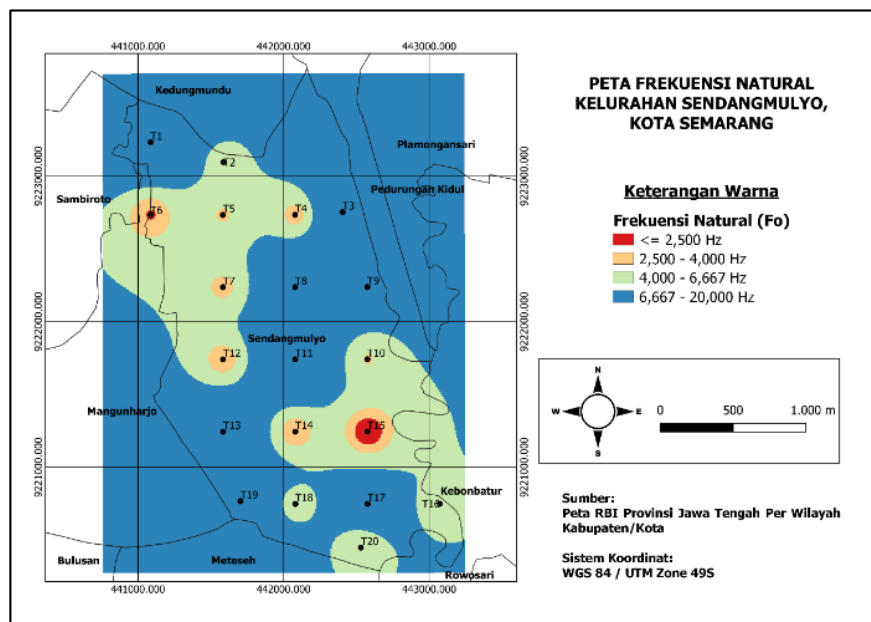 441000.000 442000.000 443000.000
Kedungmundu
T1
T2
Plamongansari
9223000.000 9223000.000
Pedurungan Kidul
Sambiroto
T6 T5 T4 T3
T7 T8 T9
9222000.000 9222000.000
Sendangmulyo
T12 T11 T10
Mangunharjo
T13 T14 T15
9221000.000 9221000.000
Kebonbatur
T19 T18 T17 T16
T20
Bulusan Meteseh
Rowosari
441000.000 442000.000 443000.000
PETA FREKUENSI NATURAL
KELURAHAN SENDANGMULYO,
KOTA SEMARANG
Keterangan Warna
Frekuensi Natural (Fo)
<= 2,500 Hz
2,500 - 4,000 Hz
4,000 - 6,667 Hz
6,667 - 20,000 Hz
N
W E
S
0 500 1.000 m
Sumber:
Peta RBI Provinsi Jawa Tengah Per Wilayah
Kabupaten/Kota
Sistem Koordinat:
WGS 84 / UTM Zone 49S